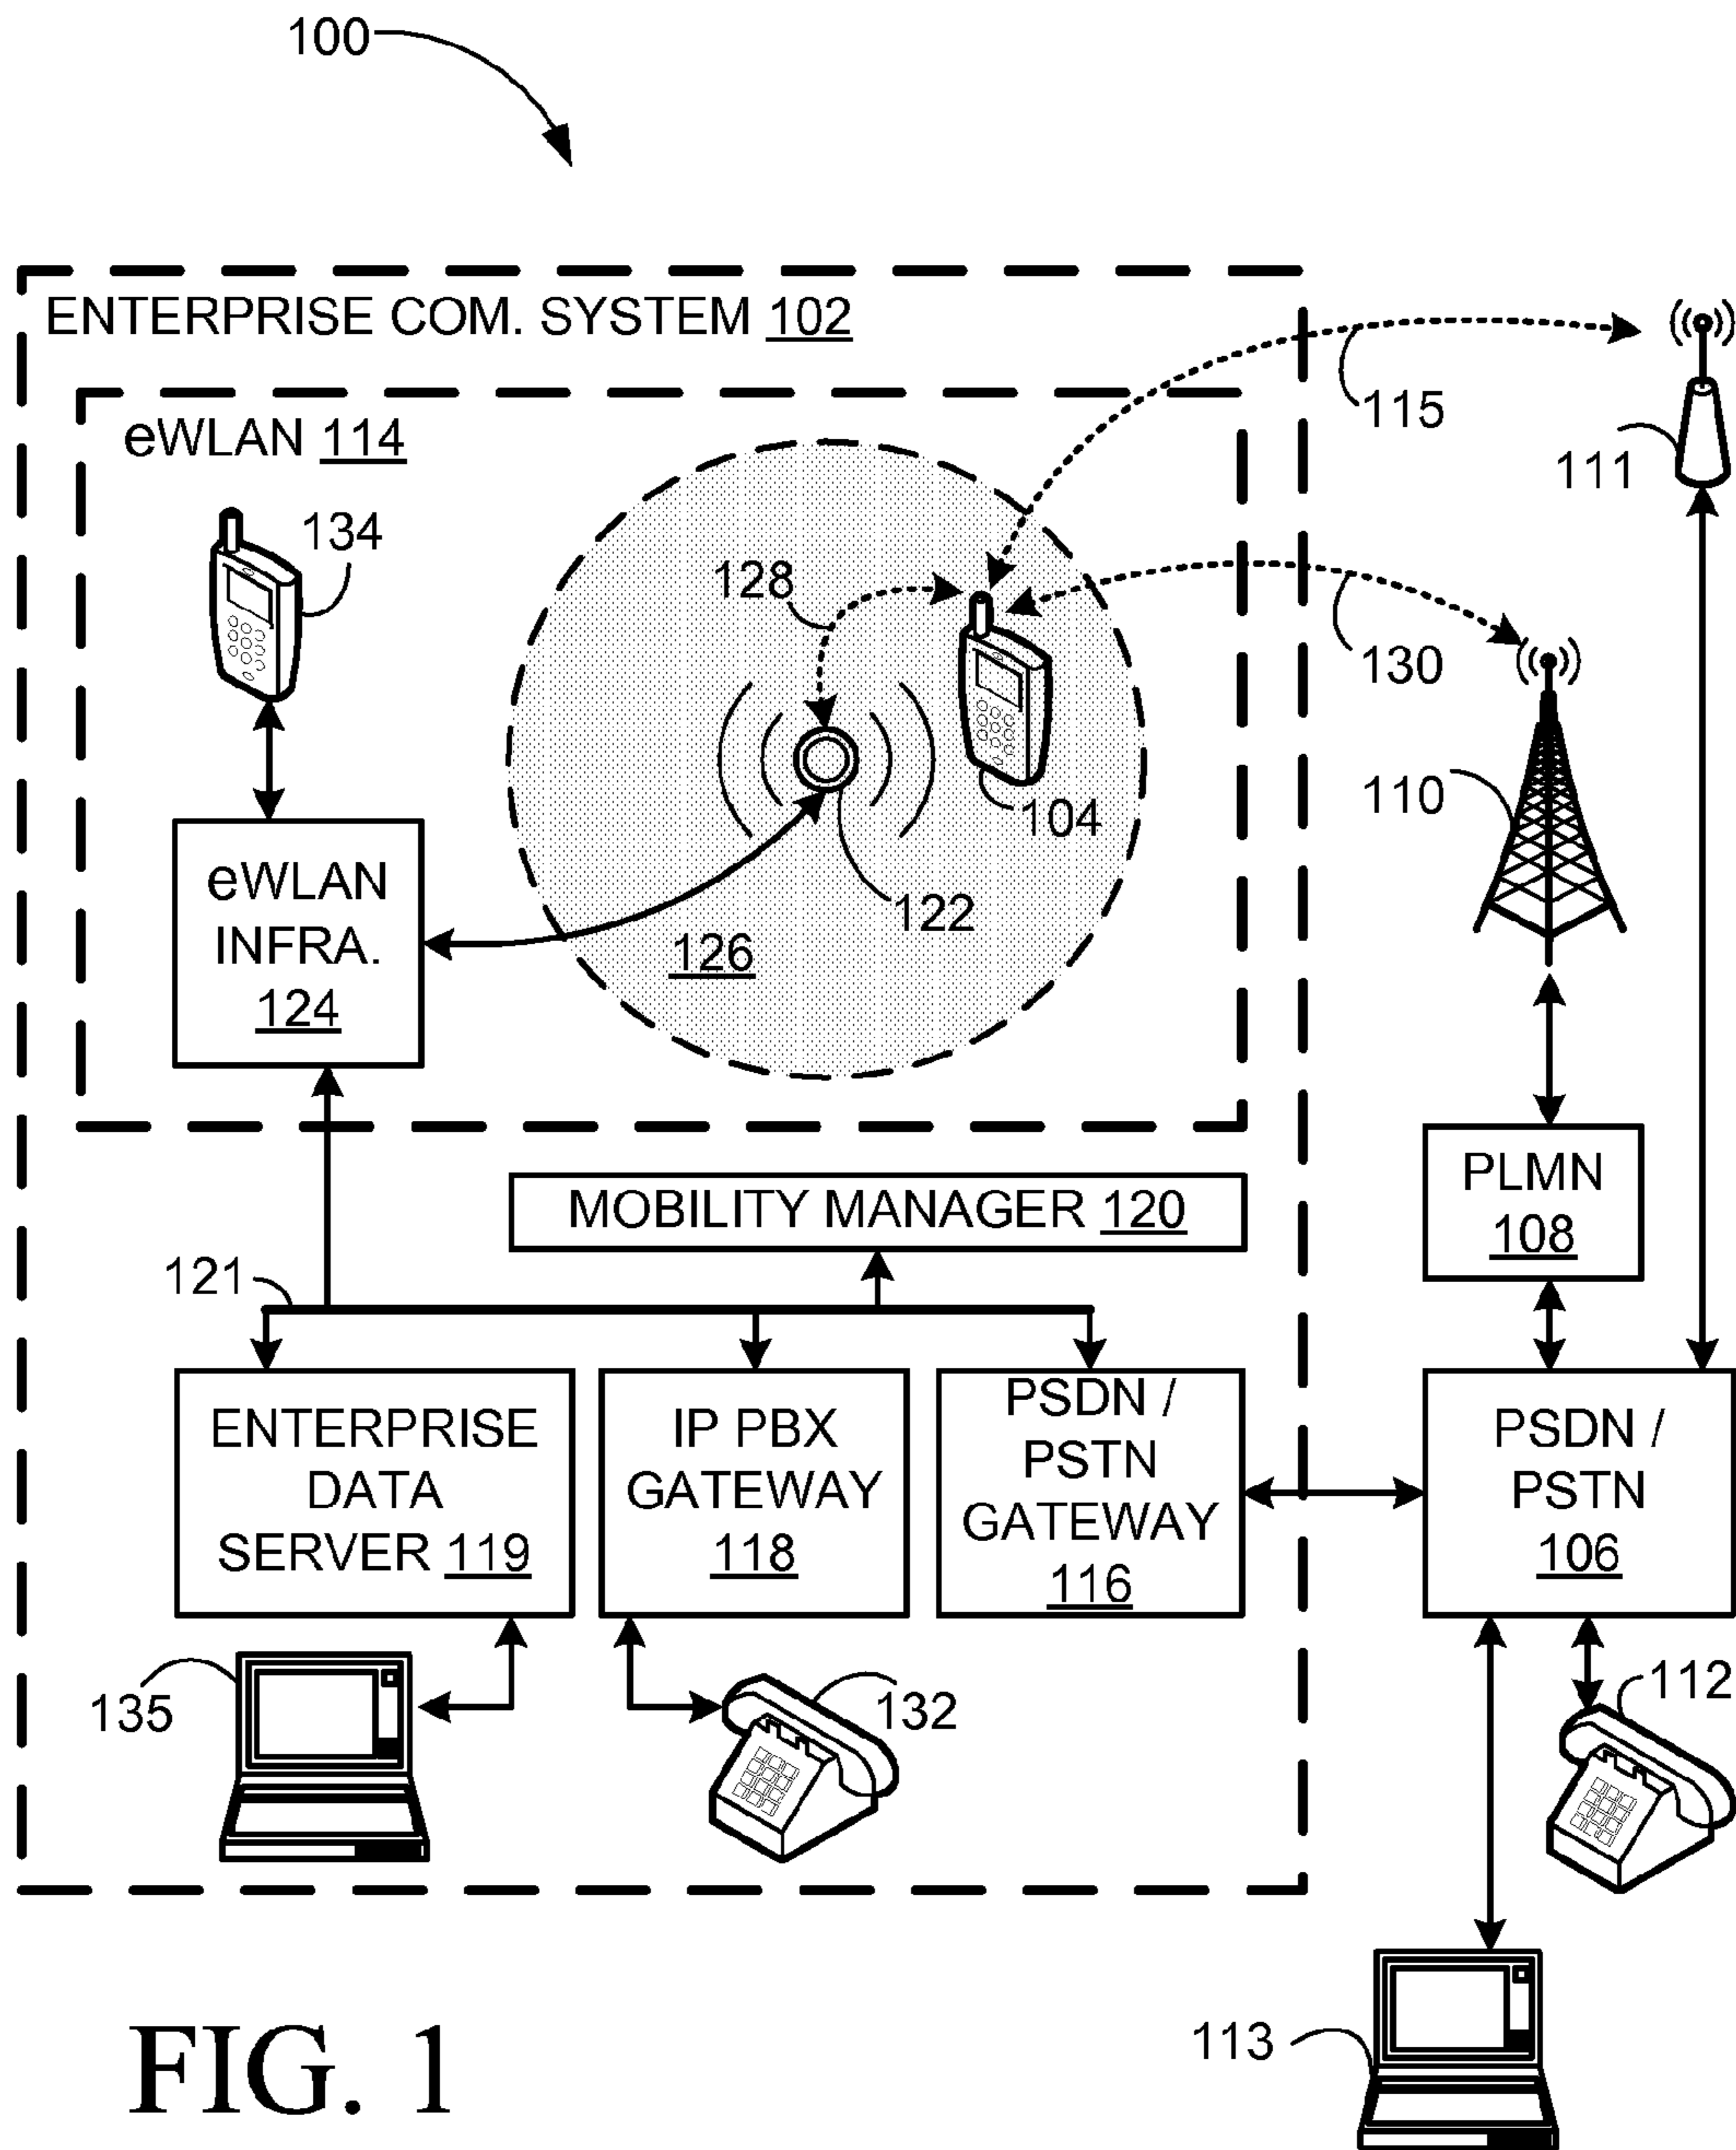 100
ENTERPRISE COM. SYSTEM 102
eWLAN 114
115
111
134
128
130
110
104
122
eWLAN
INFRA.
124
126
PLMN
108
MOBILITY MANAGER 120
121
ENTERPRISE
DATA
SERVER 119
IP PBX
GATEWAY
118
PSDN /
PSTN
GATEWAY
116
PSDN /
PSTN
106
135
132
112
113
FIG. 1